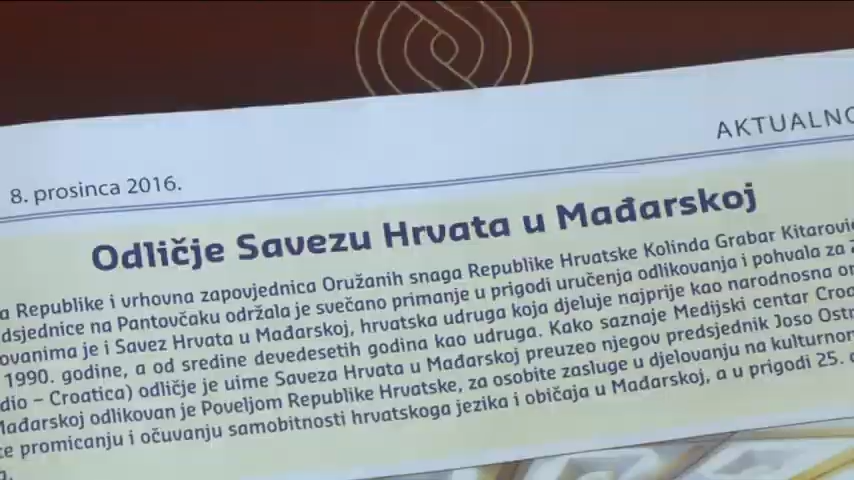 8. prosinca 2016.
AKTUALNO
Odličje Savezu Hrvata u Mađarskoj
a Republike i vrhovna zapovjednica Oružanih snaga Republike Hrvatske Kolinda Grabar Kitarović
dsjednice na Pantovčaku održala je svečano primanje u prigodi uručenja odlikovanja i pohvala za
ovanima je i Savez Hrvata u Mađarskoj, hrvatska udruga koja djeluje najprije kao narodnosna or
1990. godine, a od sredine devedesetih godina kao udruga. Kako saznaje Medijski centar Croa
dio – Croatica) odličje je uime Saveza Hrvata u Mađarskoj preuzeo njegov predsjednik Joso Ostr
Mađarskoj odlikovan je Poveljom Republike Hrvatske, za osobite zasluge u djelovanju na kulturnom
te promicanju i očuvanju samobitnosti hrvatskoga jezika i običaja u Mađarskoj, a u prigodi 25.